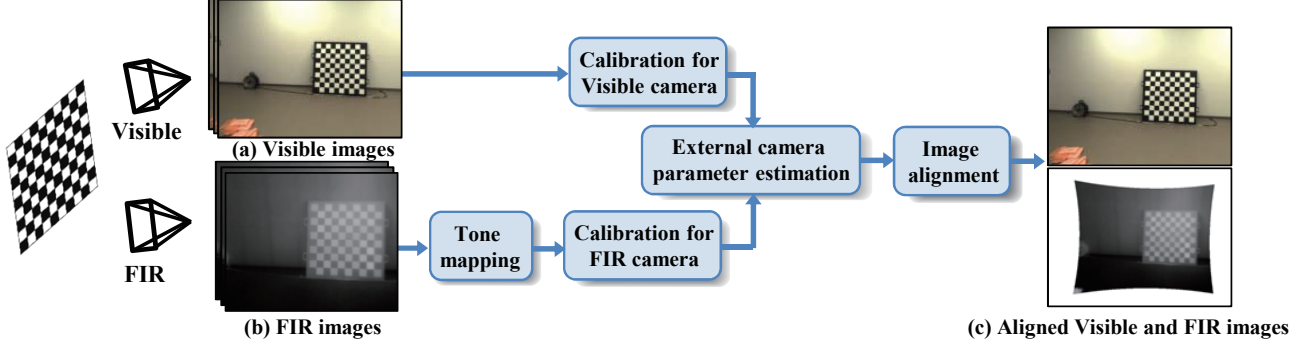 Visible
(a) Visible images
Calibration for
Visible camera
External camera
parameter estimation
Image
alignment
FIR
(b) FIR images
Tone
mapping
Calibration for
FIR camera
(c) Aligned Visible and FIR images